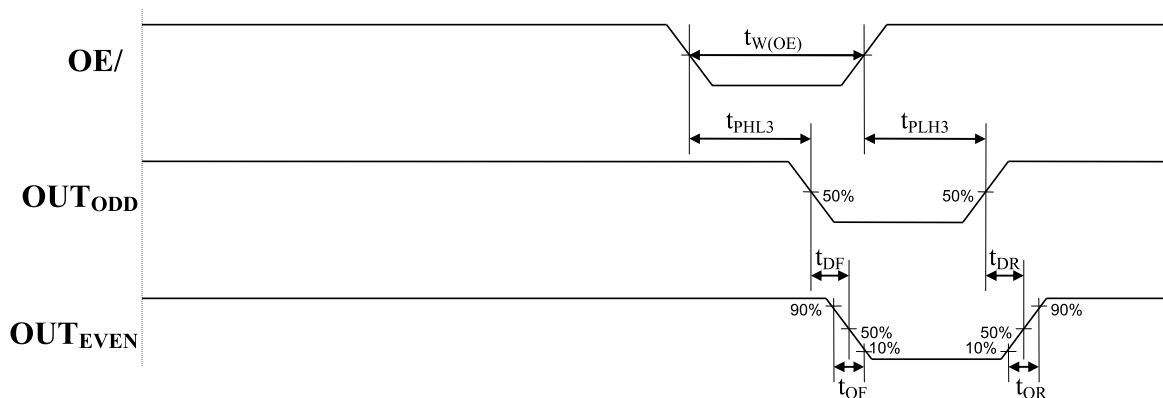 OE/
tW(OE)
tPHL3
tPLH3
OUTODD
50%
50%
tDF
tDR
OUTEVEN
90%
50%
10%
50%
10%
90%
tOF
tOR